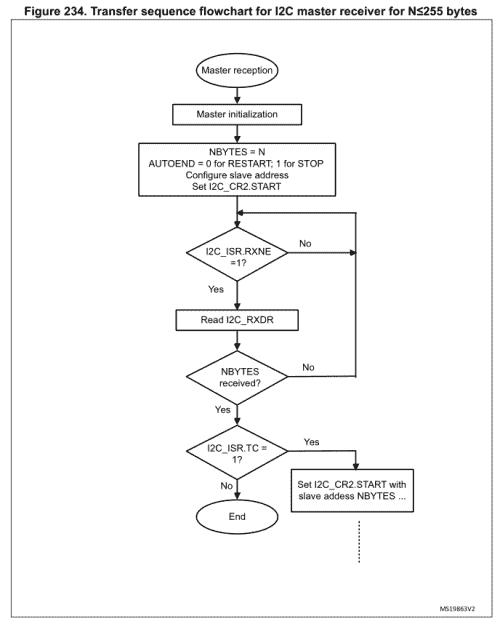 Figure 234. Transfer sequence flowchart for I2C master receiver for N≤255 bytes
Master reception
Master initialization
NBYTES = N
AUTOEND = 0 for RESTART; 1 for STOP
Configure slave address
Set I2C_CR2.START
I2C_ISR.RXNE
=1?
No
Yes
Read I2C_RXDR
NBYTES
received?
No
Yes
I2C_ISR.TC =
1?
Yes
No
Set I2C_CR2.START with
slave addess NBYTES ...
End
MS19863V2